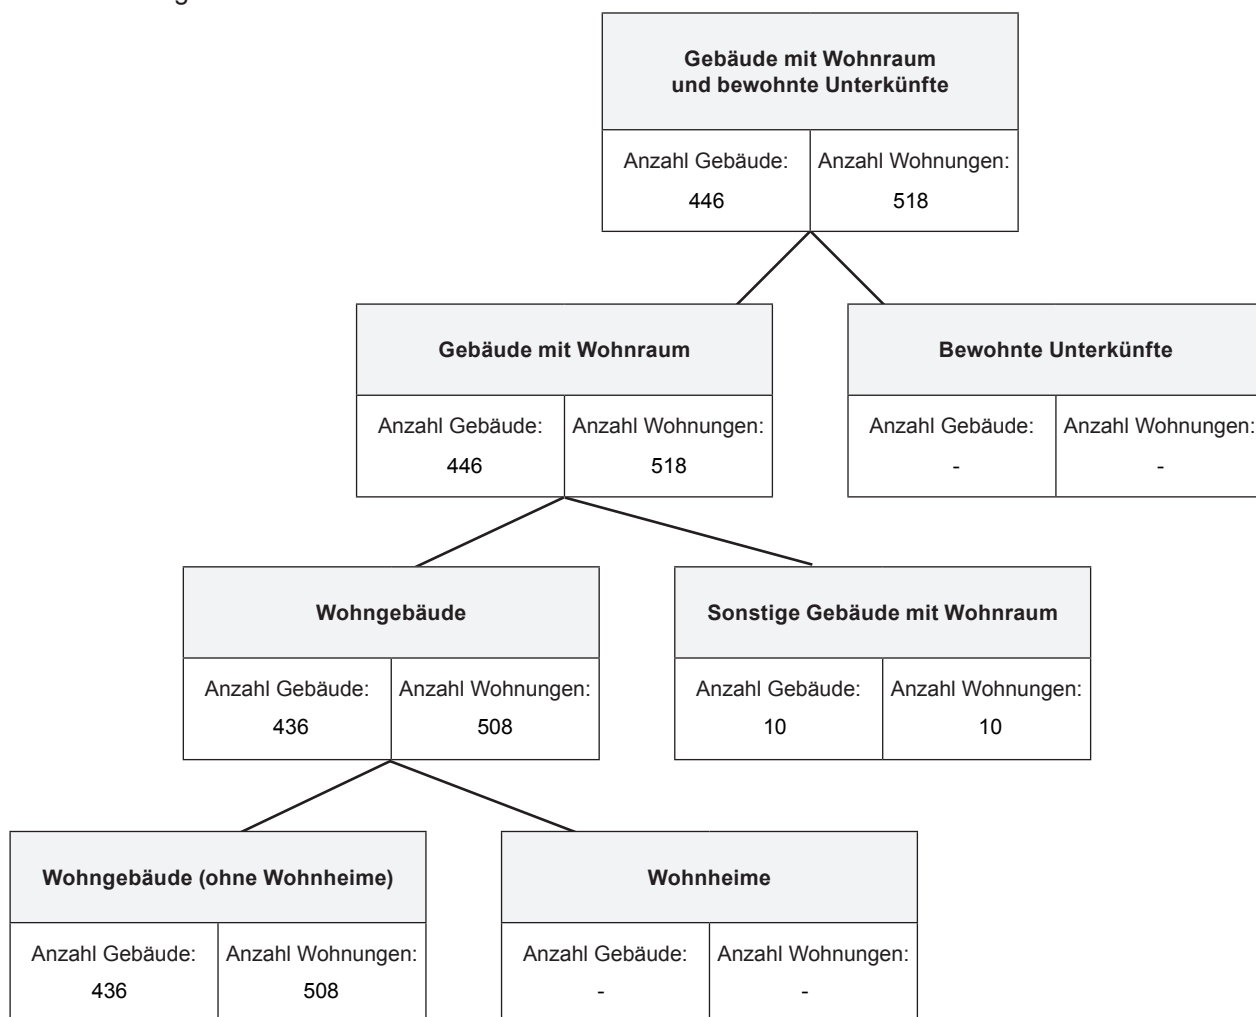 Gebäude mit Wohnraum
und bewohnte Unterkünfte
Anzahl Gebäude: Anzahl Wohnungen:
446 518
Gebäude mit Wohnraum Bewohnte Unterkünfte
Anzahl Gebäude: Anzahl Wohnungen: Anzahl Gebäude: Anzahl Wohnungen:
446 518 - -
Wohngebäude Sonstige Gebäude mit Wohnraum
Anzahl Gebäude: Anzahl Wohnungen: Anzahl Gebäude: Anzahl Wohnungen:
436 508 10 10
Wohngebäude (ohne Wohnheime) Wohnheime
Anzahl Gebäude: Anzahl Wohnungen: Anzahl Gebäude: Anzahl Wohnungen:
436 508 - -